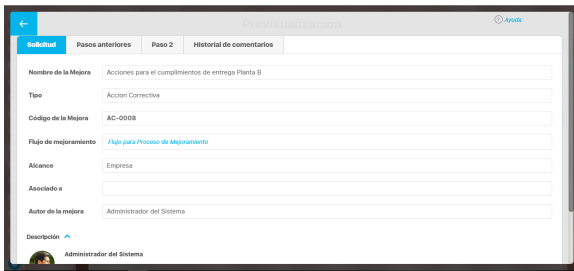 Previsualización
Ayuda
Solicitud Pasos anteriores Paso 2 Historial de comentarios
Nombre de la Mejora Acciones para el cumplimientos de entrega Planta B
Tipo Accion Correctiva
Código de la Mejora AC-0008
Flujo de mejoramiento Flujo para Proceso de Mejoramiento
Alcance Empresa
Asociado a
Autor de la mejora Administrador del Sistema
Descripción
Administrador del Sistema